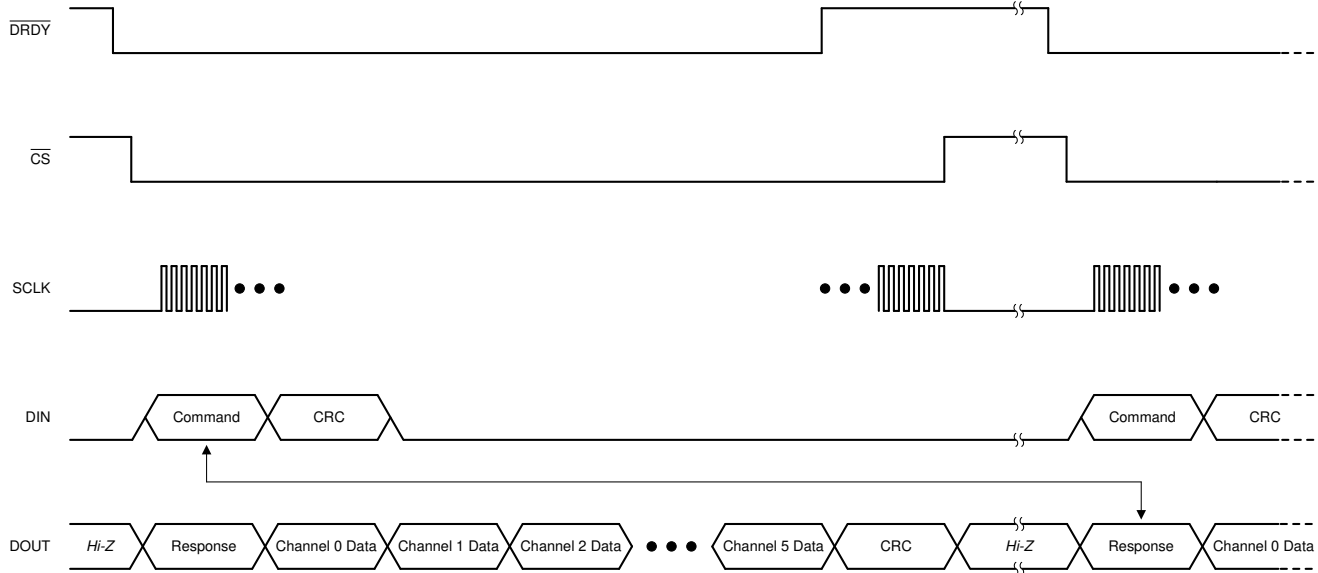 DRDY
CS
SCLK
DIN
Command
CRC
Command
CRC
DOUT
Hi-Z
Response
Channel 0 Data
Channel 1 Data
Channel 2 Data
Channel 5 Data
CRC
Hi-Z
Response
Channel 0 Data